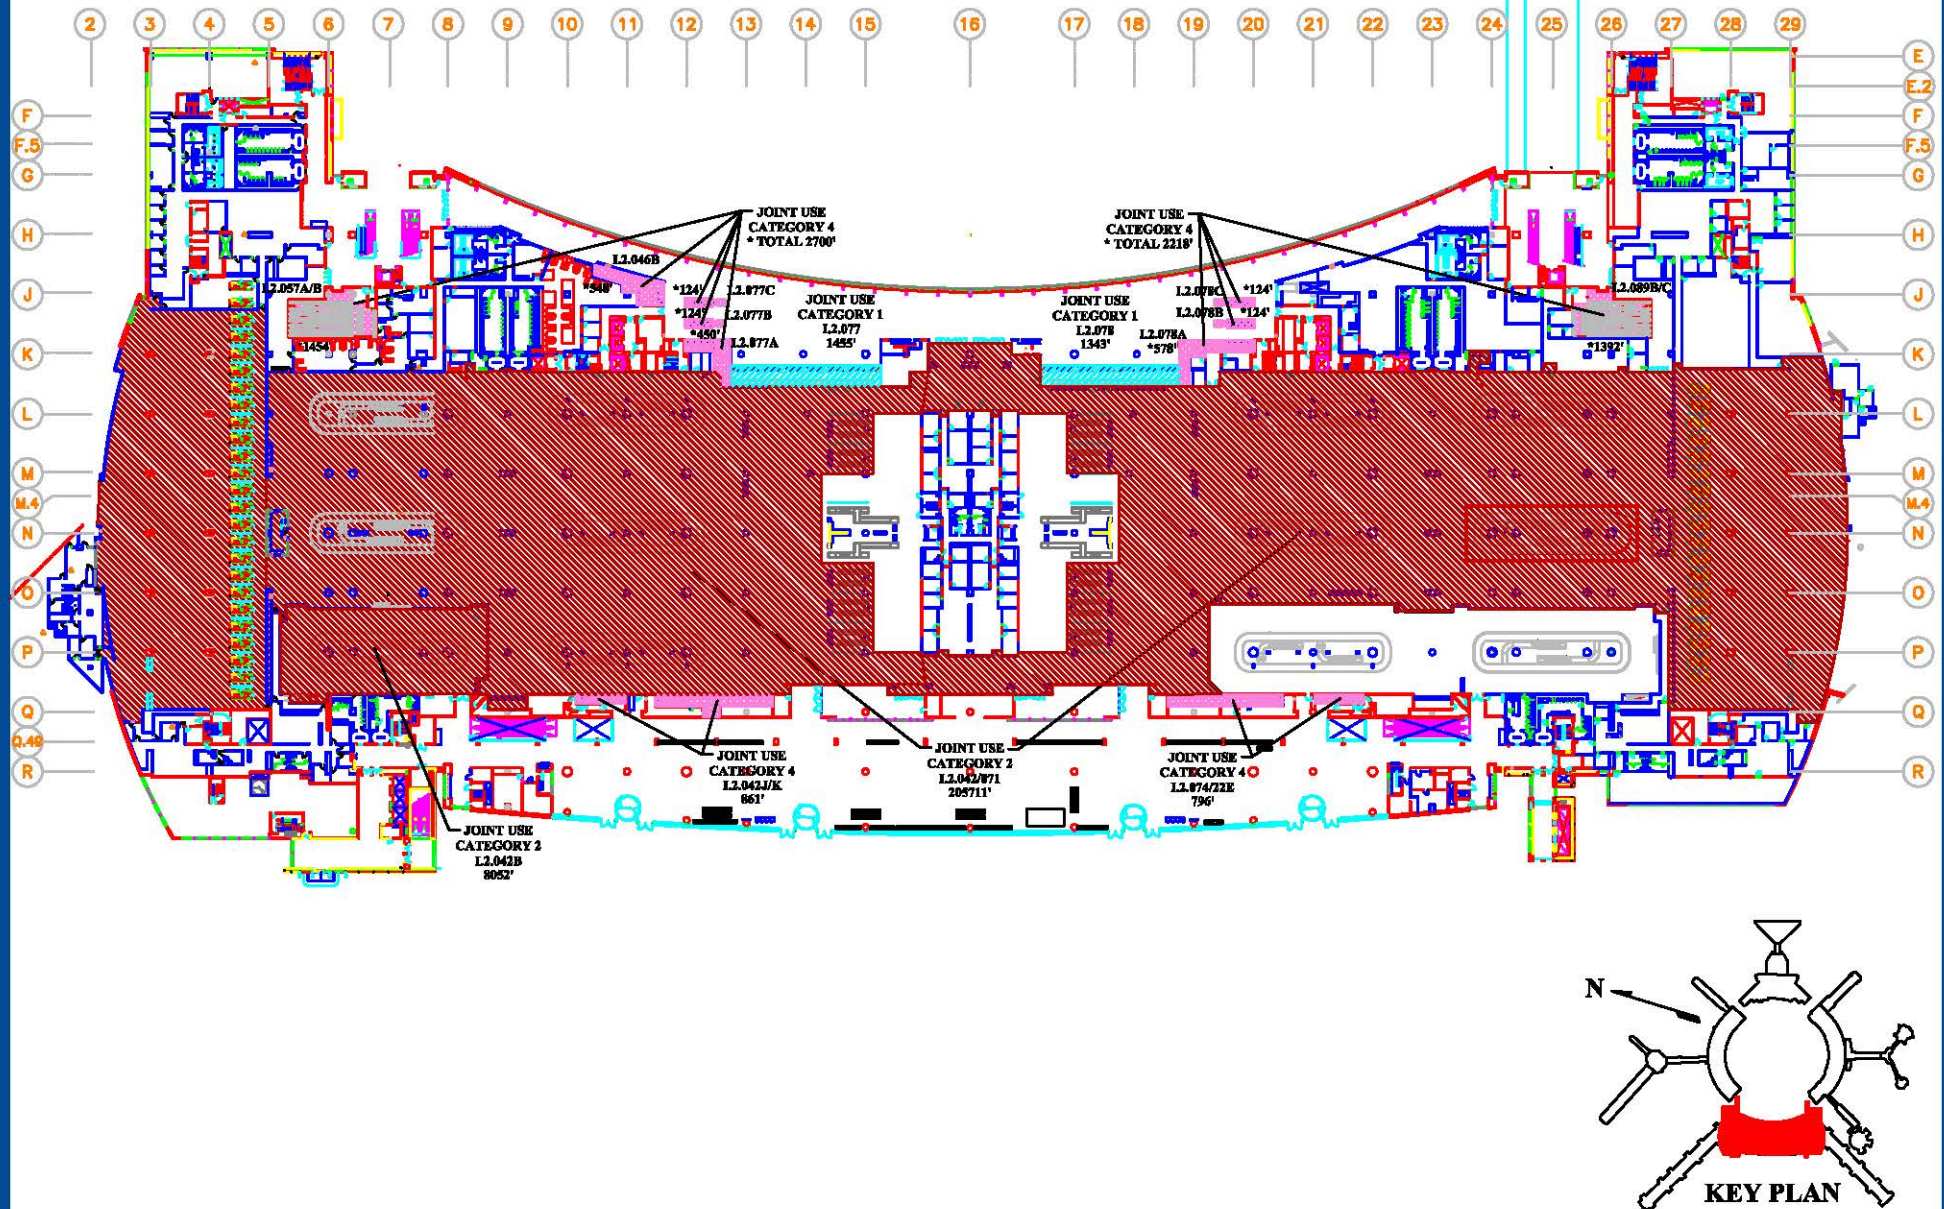 2 3 4 5 6 7 8 9 10 11 12 13 14 15 16 17 18 19 20 21 22 23 24 25 26 27 28 29
E
E.2
F F
F.5 F.5
G G
H H
J J
K K
L L
M M
M.4 M.4
N N
O O
P P
Q Q
R R
JOINT USE
CATEGORY 4
* TOTAL 2700'
L2.046B
L2.057A/B
*548'
*124'
L2.077C
*124'
L2.077B
*450'
L2.077A
*1454'
JOINT USE
CATEGORY 1
L2.077
1455'
JOINT USE
CATEGORY 4
* TOTAL 2218'
JOINT USE
CATEGORY 1
L2.078
1343'
L2.078C
*124'
L2.078B
*124'
L2.078A
*578'
L2.089B/C
*1392'
JOINT USE
CATEGORY 4
L2.042J/K
861'
JOINT USE
CATEGORY 2
L2.042/071
205711'
JOINT USE
CATEGORY 4
L2.074/22E
796'
JOINT USE
CATEGORY 2
L2.042B
8052'
N
KEY PLAN